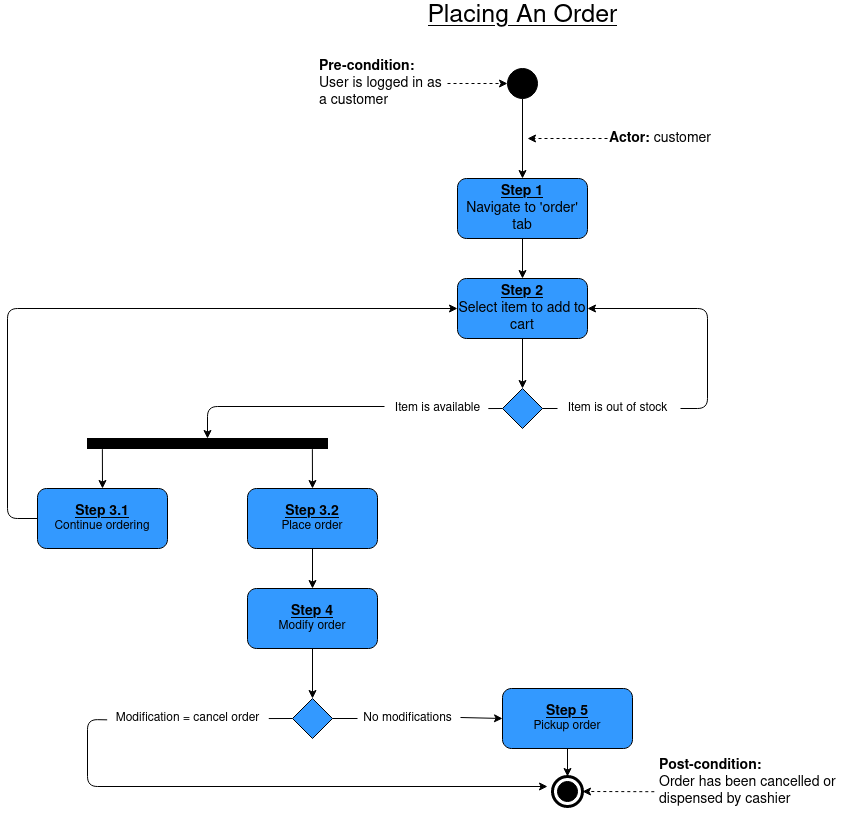 Placing An Order
Pre-condition:
User is logged in as
a customer
Actor: customer
Step 1
Navigate to 'order'
tab
Step 2
Select item to add to
cart
Item is available
Item is out of stock
Step 3.1
Continue ordering
Step 3.2
Place order
Step 4
Modify order
Modification = cancel order
No modifications
Step 5
Pickup order
Post-condition:
Order has been cancelled or
dispensed by cashier